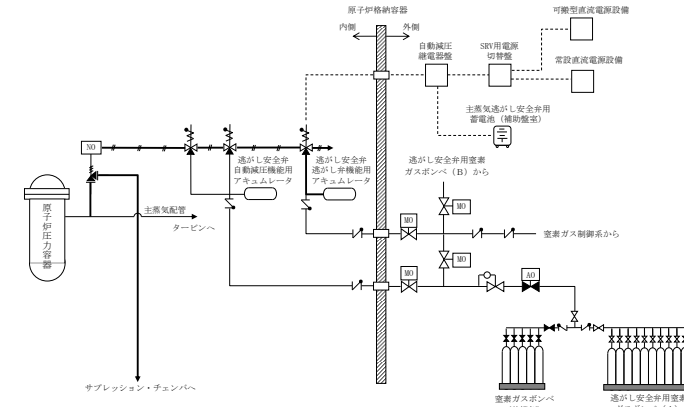 原子炉格納容器
内側
外側
可搬型直流電源設備
自動減圧
継電器盤
SRV用電源
切替盤
常設直流電源設備
主蒸気逃がし安全弁用
蓄電池（補助盤室）
NO
逃がし安全弁
自動減圧機能用
アキュムレータ
逃がし安全弁
逃がし弁機能用
アキュムレータ
逃がし安全弁用窒素
ガスボンベ（B）から
原子炉圧力容器
主蒸気配管
タービンへ
MO
MO
窒素ガス制御系から
MO
MO
AO
サプレッション・チェンバへ
窒素ガスボンベ
逃がし安全弁用窒素